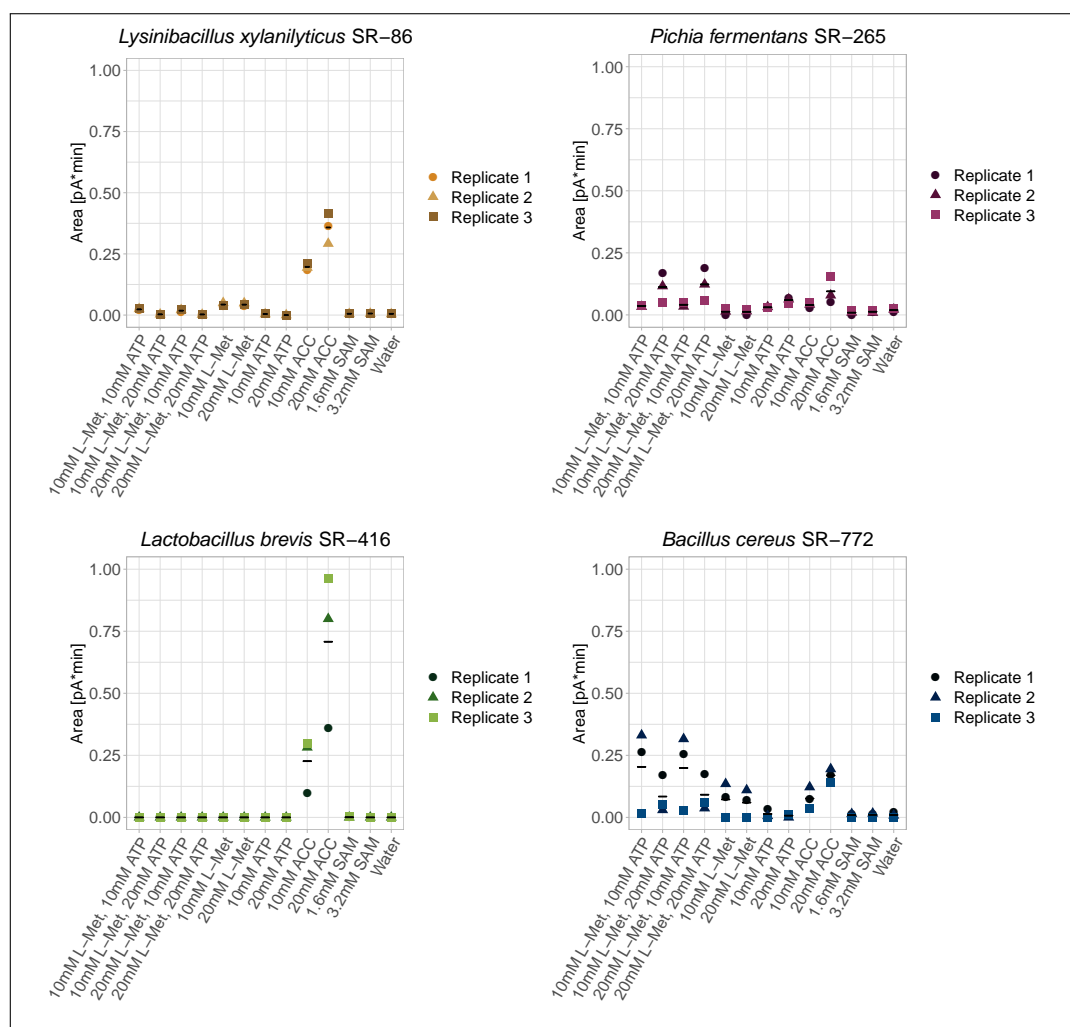 Lysinibacillus xylanilyticus SR−86
Area [pA*min]
1.00
0.75
0.50
0.25
0.00
10mM L−Met, 10mM ATP
10mM L−Met, 20mM ATP
20mM L−Met, 10mM ATP
20mM L−Met, 20mM ATP
10mM L−Met
20mM L−Met
10mM ATP
20mM ATP
10mM ACC
20mM ACC
1.6mM SAM
3.2mM SAM
Water
Replicate 1
Replicate 2
Replicate 3
Pichia fermentans SR−265
Area [pA*min]
1.00
0.75
0.50
0.25
0.00
10mM L−Met, 10mM ATP
10mM L−Met, 20mM ATP
20mM L−Met, 10mM ATP
20mM L−Met, 20mM ATP
10mM L−Met
20mM L−Met
10mM ATP
20mM ATP
10mM ACC
20mM ACC
1.6mM SAM
3.2mM SAM
Water
Replicate 1
Replicate 2
Replicate 3
Lactobacillus brevis SR−416
Area [pA*min]
1.00
0.75
0.50
0.25
0.00
10mM L−Met, 10mM ATP
10mM L−Met, 20mM ATP
20mM L−Met, 10mM ATP
20mM L−Met, 20mM ATP
10mM L−Met
20mM L−Met
10mM ATP
20mM ATP
10mM ACC
20mM ACC
1.6mM SAM
3.2mM SAM
Water
Replicate 1
Replicate 2
Replicate 3
Bacillus cereus SR−772
Area [pA*min]
1.00
0.75
0.50
0.25
0.00
10mM L−Met, 10mM ATP
10mM L−Met, 20mM ATP
20mM L−Met, 10mM ATP
20mM L−Met, 20mM ATP
10mM L−Met
20mM L−Met
10mM ATP
20mM ATP
10mM ACC
20mM ACC
1.6mM SAM
3.2mM SAM
Water
Replicate 1
Replicate 2
Replicate 3